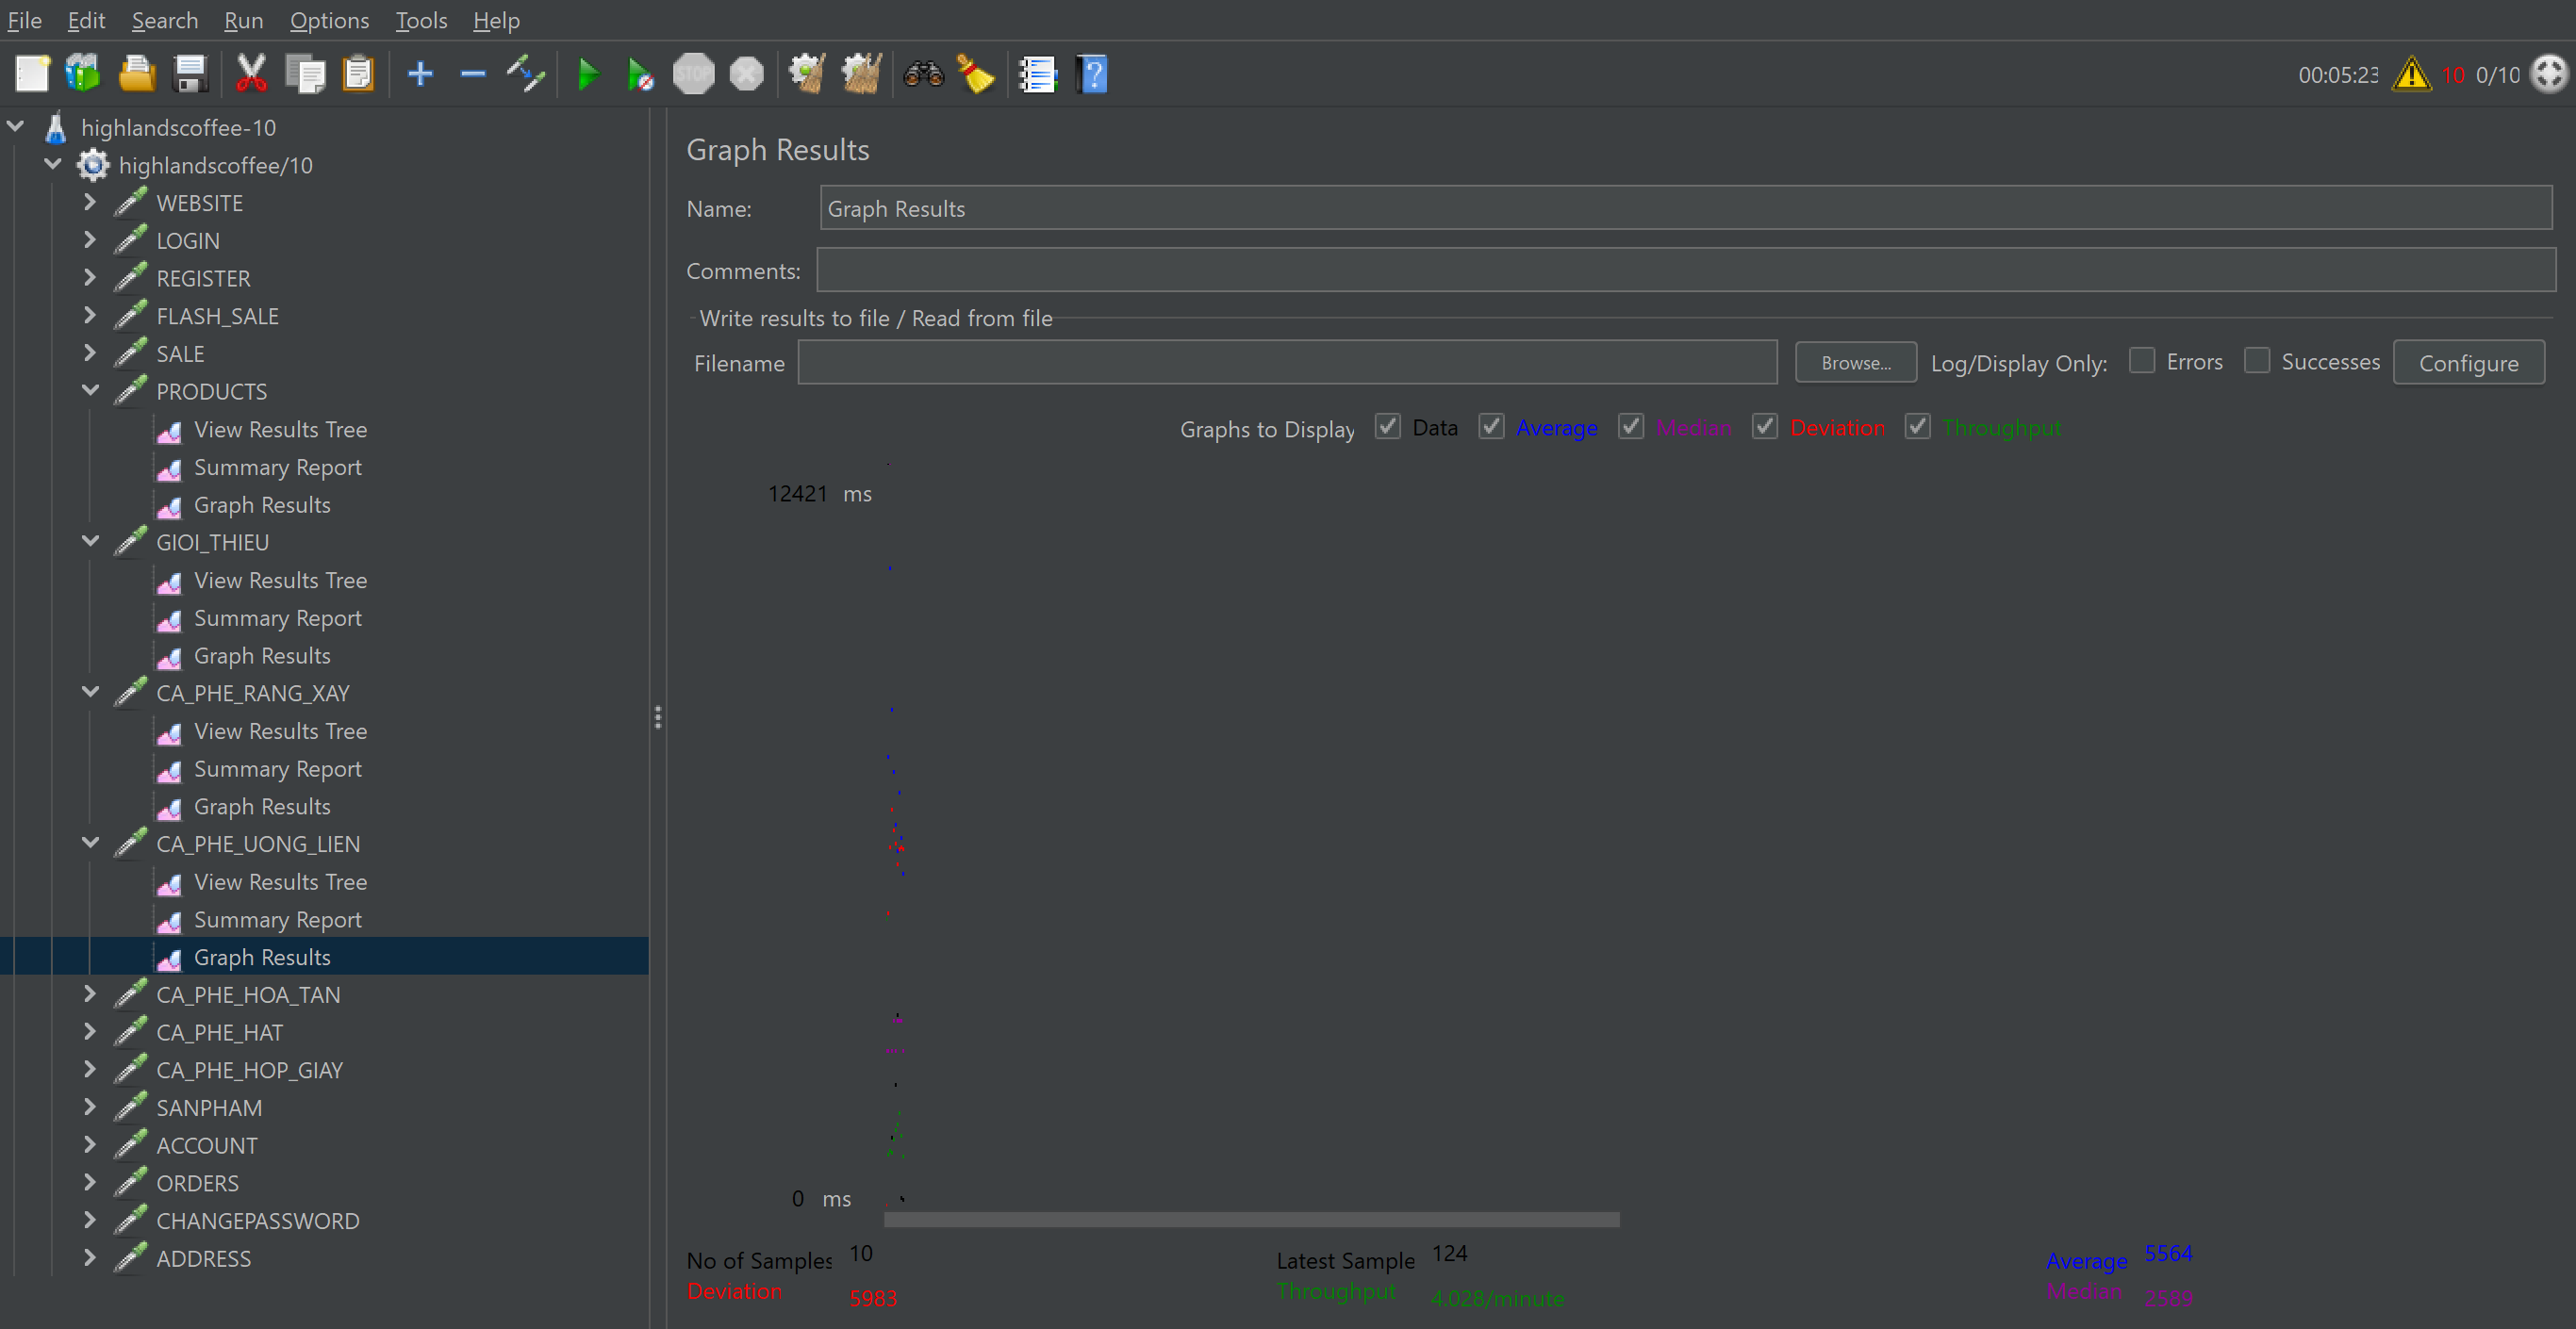 File Edit Search Run Options Tools Help
STOP
00:05:23 10 0/10
highlandscoffee-10
highlandscoffee/10
WEBSITE
LOGIN
REGISTER
FLASH_SALE
SALE
PRODUCTS
View Results Tree
Summary Report
Graph Results
GIOI_THIEU
View Results Tree
Summary Report
Graph Results
CA_PHE_RANG_XAY
View Results Tree
Summary Report
Graph Results
CA_PHE_UONG_LIEN
View Results Tree
Summary Report
Graph Results
CA_PHE_HOA_TAN
CA_PHE_HAT
CA_PHE_HOP_GIAY
SANPHAM
ACCOUNT
ORDERS
CHANGEPASSWORD
ADDRESS
Graph Results
Name: Graph Results
Comments:
Write results to file / Read from file
Filename Browse... Log/Display Only: Errors Successes Configure
Graphs to Display Data Average Median Deviation Throughput
12421 ms
0 ms
No of Samples 10 Latest Sample 124 Average 5564
Deviation 5983 Throughput 4.028/minute Median 2589